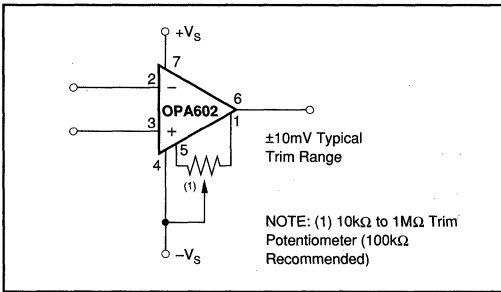 +VS
7
2
−
6
OPA602
1
3
+
5
4
(1)
±10mV Typical
Trim Range
−VS
NOTE: (1) 10kΩ to 1MΩ Trim
Potentiometer (100kΩ
Recommended)